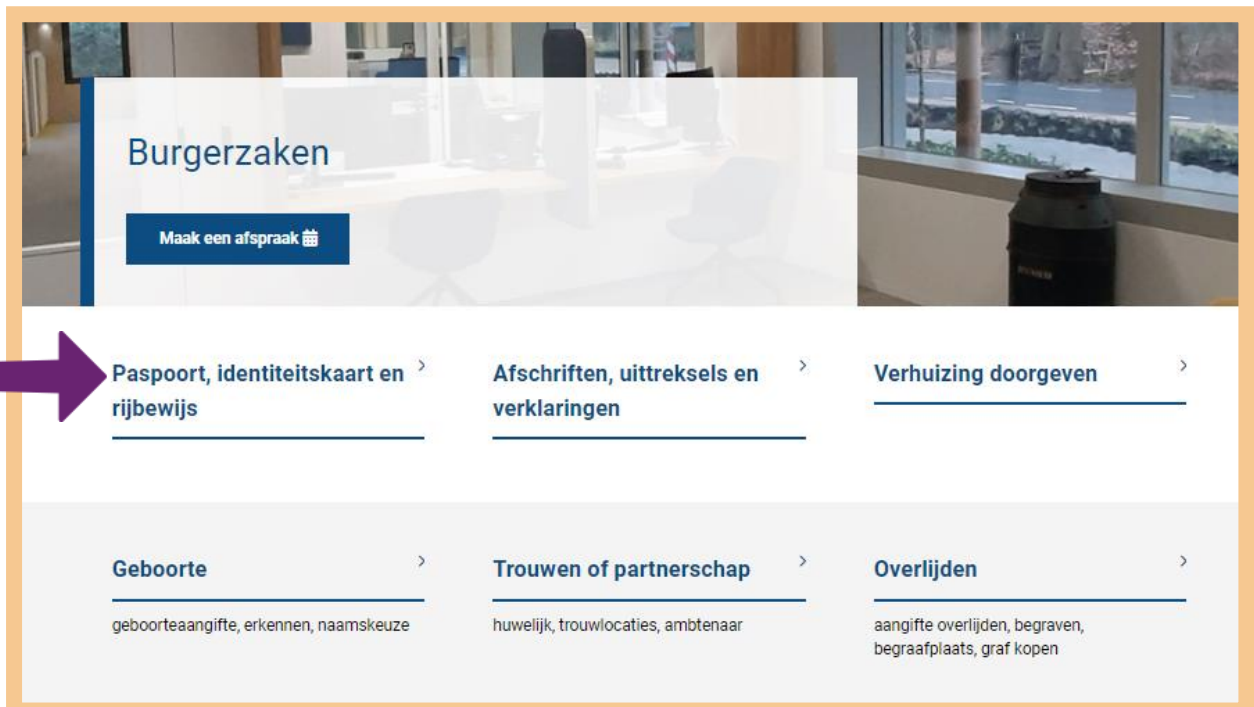 Burgerzaken
Maak een afspraak
Paspoort, identiteitskaart en
rijbewijs
Afschriften, uittreksels en
verklaringen
Verhuizing doorgeven
Geboorte
geboorteaangifte, erkennen, naamskeuze
Trouwen of partnerschap
huwelijk, trouwlocaties, ambtenaar
Overlijden
aangifte overlijden, begraven,
begraafplaats, graf kopen